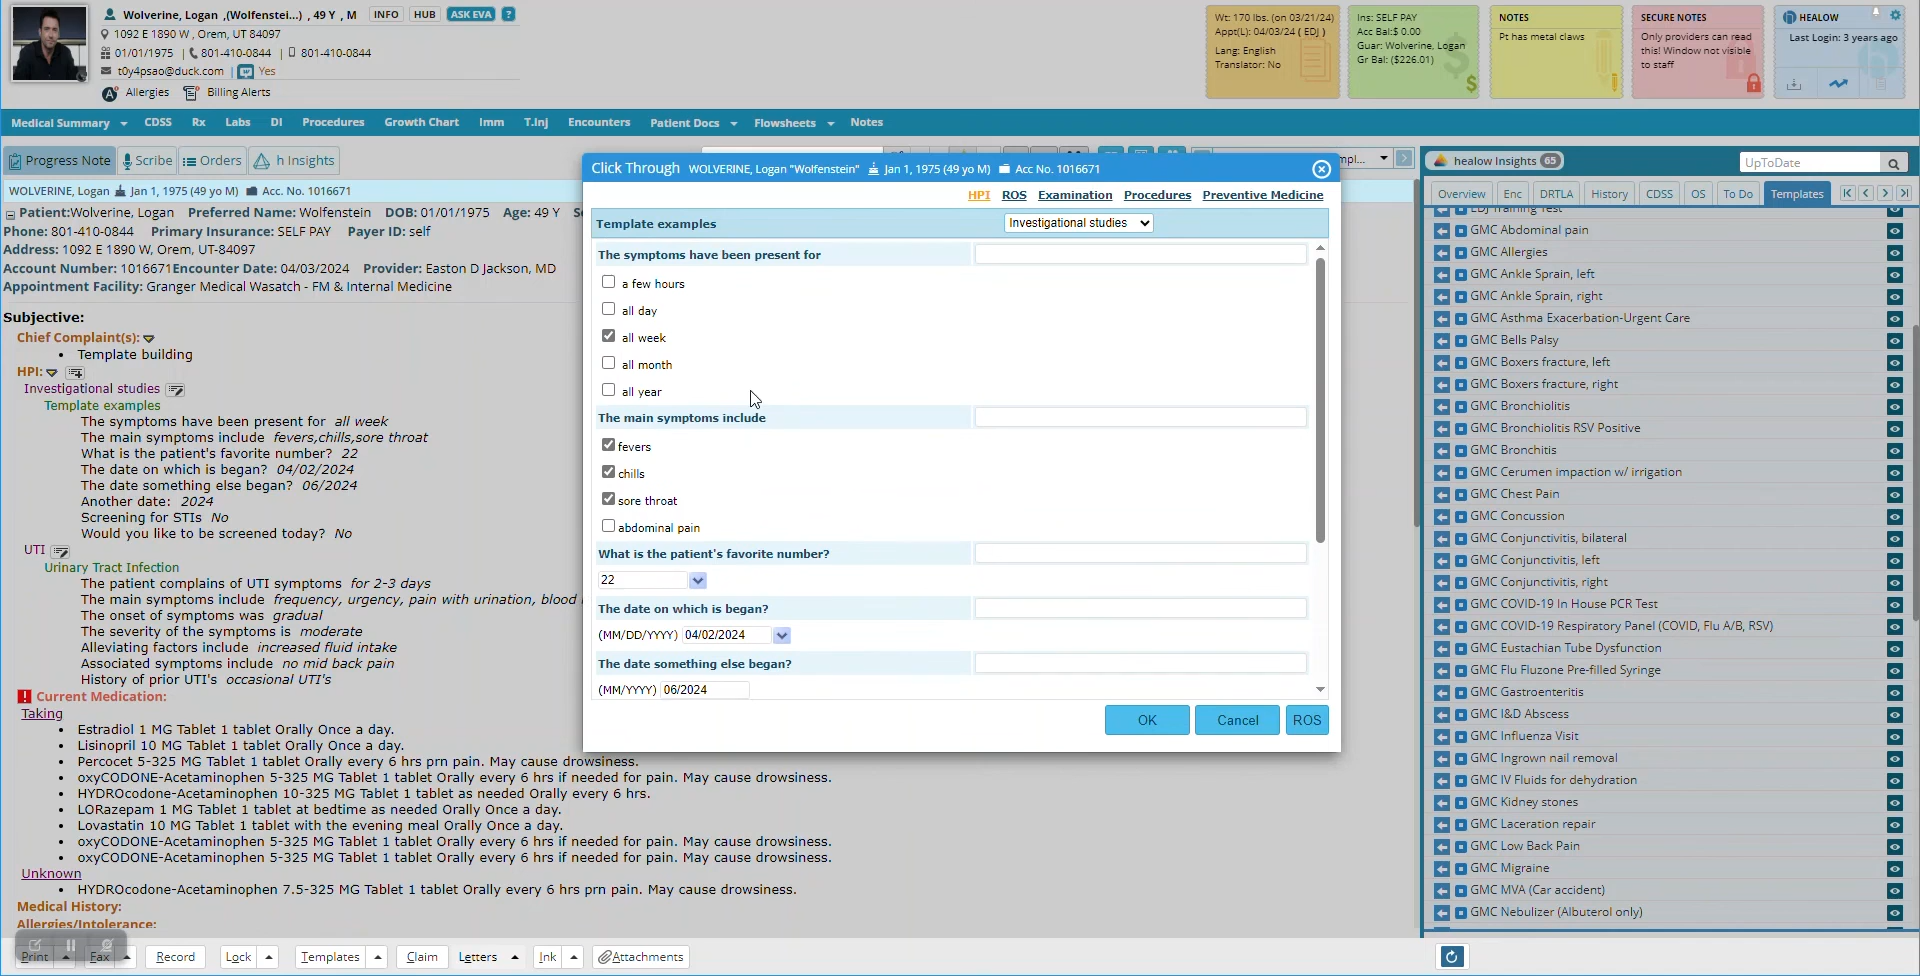 Wolverine, Logan ,(Wolfenstei...) , 49 Y , M INFO HUB ASK EVA ?
1092 E 1890 W , Orem, UT 84097
01/01/1975 | 801-410-0844 | 801-410-0844
t0y4psao@duck.com | Yes
Allergies Billing Alerts
Wt: 170 lbs. (on 03/21/24)
Appt(L): 04/03/24 ( EDJ )
Lang: English
Translator: No
Ins: SELF PAY
Acc Bal:$ 0.00
Guar: Wolverine, Logan
Gr Bal: ($226.01)
NOTES
Pt has metal claws
SECURE NOTES
Only providers can read
this! Window not visible
to staff
HEALOW
Last Login: 3 years ago
Medical Summary CDSS Rx Labs DI Procedures Growth Chart Imm T.Inj Encounters Patient Docs Flowsheets Notes
Progress Note Scribe Orders h Insights
WOLVERINE, Logan Jan 1, 1975 (49 yo M) Acc No. 1016671
Patient:Wolverine, Logan Preferred Name: Wolfenstein DOB: 01/01/1975 Age: 49 Y
Phone: 801-410-0844 Primary Insurance: SELF PAY Payer ID: self
Address: 1092 E 1890 W, Orem, UT-84097
Account Number: 1016671Encounter Date: 04/03/2024 Provider: Easton D Jackson, MD
Appointment Facility: Granger Medical Wasatch - FM & Internal Medicine
Subjective:
Chief Complaint(s):
• Template building
HPI:
Investigational studies
Template examples
The symptoms have been present for all week
The main symptoms include fevers,chills,sore throat
What is the patient's favorite number? 22
The date on which is began? 04/02/2024
The date something else began? 06/2024
Another date: 2024
Screening for STIs No
Would you like to be screened today? No
UTI
Urinary Tract Infection
The patient complains of UTI symptoms for 2-3 days
The main symptoms include frequency, urgency, pain with urination, blood
The onset of symptoms was gradual
The severity of the symptoms is moderate
Alleviating factors include increased fluid intake
Associated symptoms include no mid back pain
History of prior UTI's occasional UTI's
Current Medication:
Taking
• Estradiol 1 MG Tablet 1 tablet Orally Once a day.
• Lisinopril 10 MG Tablet 1 tablet Orally Once a day.
• Percocet 5-325 MG Tablet 1 tablet Orally every 6 hrs prn pain. May cause drowsiness.
• oxyCODONE-Acetaminophen 5-325 MG Tablet 1 tablet Orally every 6 hrs if needed for pain. May cause drowsiness.
• HYDROcodone-Acetaminophen 10-325 MG Tablet 1 tablet as needed Orally every 6 hrs.
• LORazepam 1 MG Tablet 1 tablet at bedtime as needed Orally Once a day.
• Lovastatin 10 MG Tablet 1 tablet with the evening meal Orally Once a day.
• oxyCODONE-Acetaminophen 5-325 MG Tablet 1 tablet Orally every 6 hrs if needed for pain. May cause drowsiness.
• oxyCODONE-Acetaminophen 5-325 MG Tablet 1 tablet Orally every 6 hrs if needed for pain. May cause drowsiness.
Unknown
• HYDROcodone-Acetaminophen 7.5-325 MG Tablet 1 tablet Orally every 6 hrs prn pain. May cause drowsiness.
Medical History:
Allergies/Intolerance:
Print Fax Record Lock Templates Claim Letters Ink Attachments
Click Through WOLVERINE, Logan "Wolfenstein" Jan 1, 1975 (49 yo M) Acc No. 1016671
HPI ROS Examination Procedures Preventive Medicine
Template examples Investigational studies
The symptoms have been present for
a few hours
all day
all week
all month
all year
The main symptoms include
fevers
chills
sore throat
abdominal pain
What is the patient's favorite number?
22
The date on which is began?
(MM/DD/YYYY) 04/02/2024
The date something else began?
(MM/YYYY) 06/2024
OK Cancel ROS
healow Insights 65 UpToDate
Overview Enc DRTLA History CDSS OS To Do Templates
EDJ Training Test
GMC Abdominal pain
GMC Allergies
GMC Ankle Sprain, left
GMC Ankle Sprain, right
GMC Asthma Exacerbation-Urgent Care
GMC Bells Palsy
GMC Boxers fracture, left
GMC Boxers fracture, right
GMC Bronchiolitis
GMC Bronchiolitis RSV Positive
GMC Bronchitis
GMC Cerumen impaction w/ irrigation
GMC Chest Pain
GMC Concussion
GMC Conjunctivitis, bilateral
GMC Conjunctivitis, left
GMC Conjunctivitis, right
GMC COVID-19 In House PCR Test
GMC COVID-19 Respiratory Panel (COVID, Flu A/B, RSV)
GMC Eustachian Tube Dysfunction
GMC Flu Fluzone Pre-filled Syringe
GMC Gastroenteritis
GMC I&D Abscess
GMC Influenza Visit
GMC Ingrown nail removal
GMC IV Fluids for dehydration
GMC Kidney stones
GMC Laceration repair
GMC Low Back Pain
GMC Migraine
GMC MVA (Car accident)
GMC Nebulizer (Albuterol only)